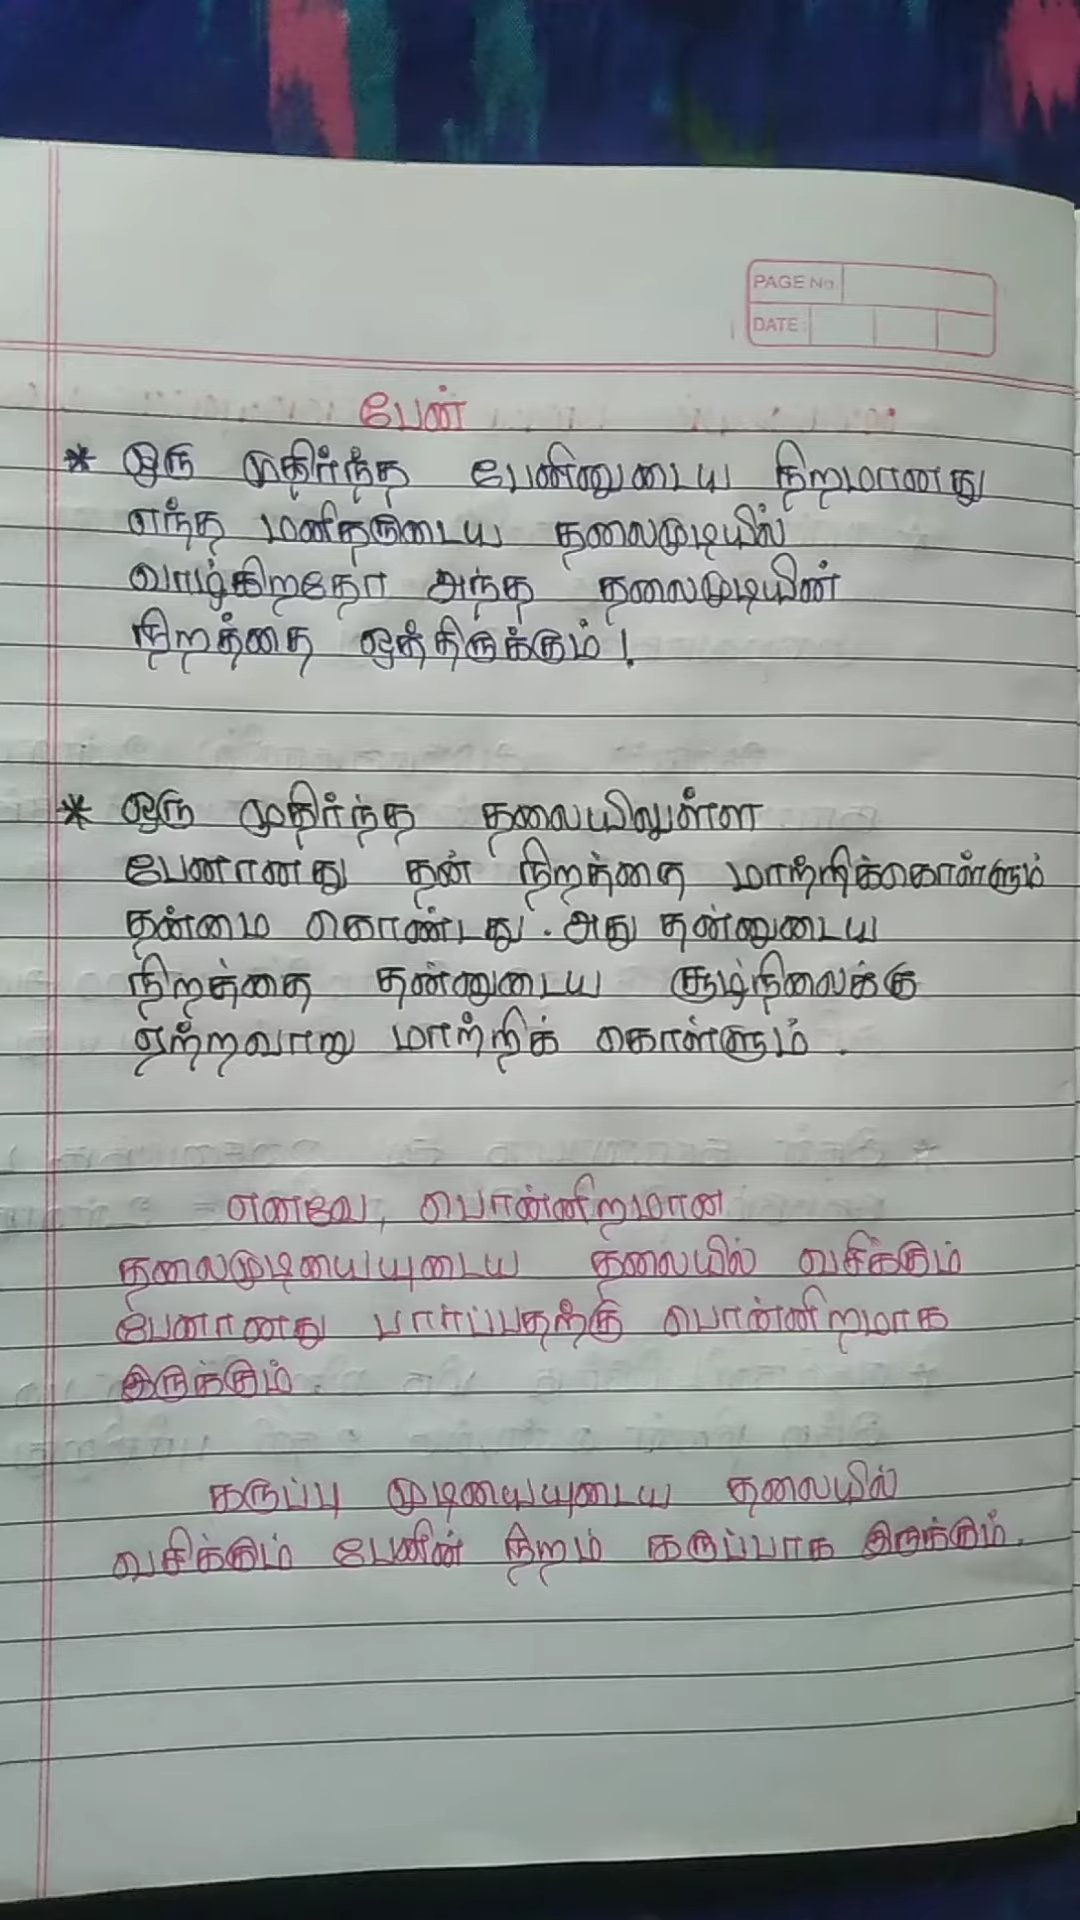 PAGE No.
DATE:
பேன்
* ஒரு முதிர்ந்த பேனினுடைய நிறமானது
எந்த மனிதருடைய தலைமுடியில்
வாழ்கிறதோ அந்த தலைமுடியின்
நிறத்தை ஒத்திருக்கும்!
* ஒரு முதிர்ந்த தலையிலுள்ள
பேனானது தன் நிறத்தை மாற்றிக்கொள்ளும்
தன்மை கொண்டது. அது தன்னுடைய
நிறத்தை தன்னுடைய சூழ்நிலைக்கு
ஏற்றவாறு மாற்றிக் கொள்ளும்.
எனவே, பொன்னிறமான
தலைமுடியையுடைய தலையில் வசிக்கும்
பேனானது பார்ப்பதற்கு பொன்னிறமாக
இருக்கும்.
கருப்பு முடியையுடைய தலையில்
வசிக்கும் பேனின் நிறம் கருப்பாக இருக்கும்.